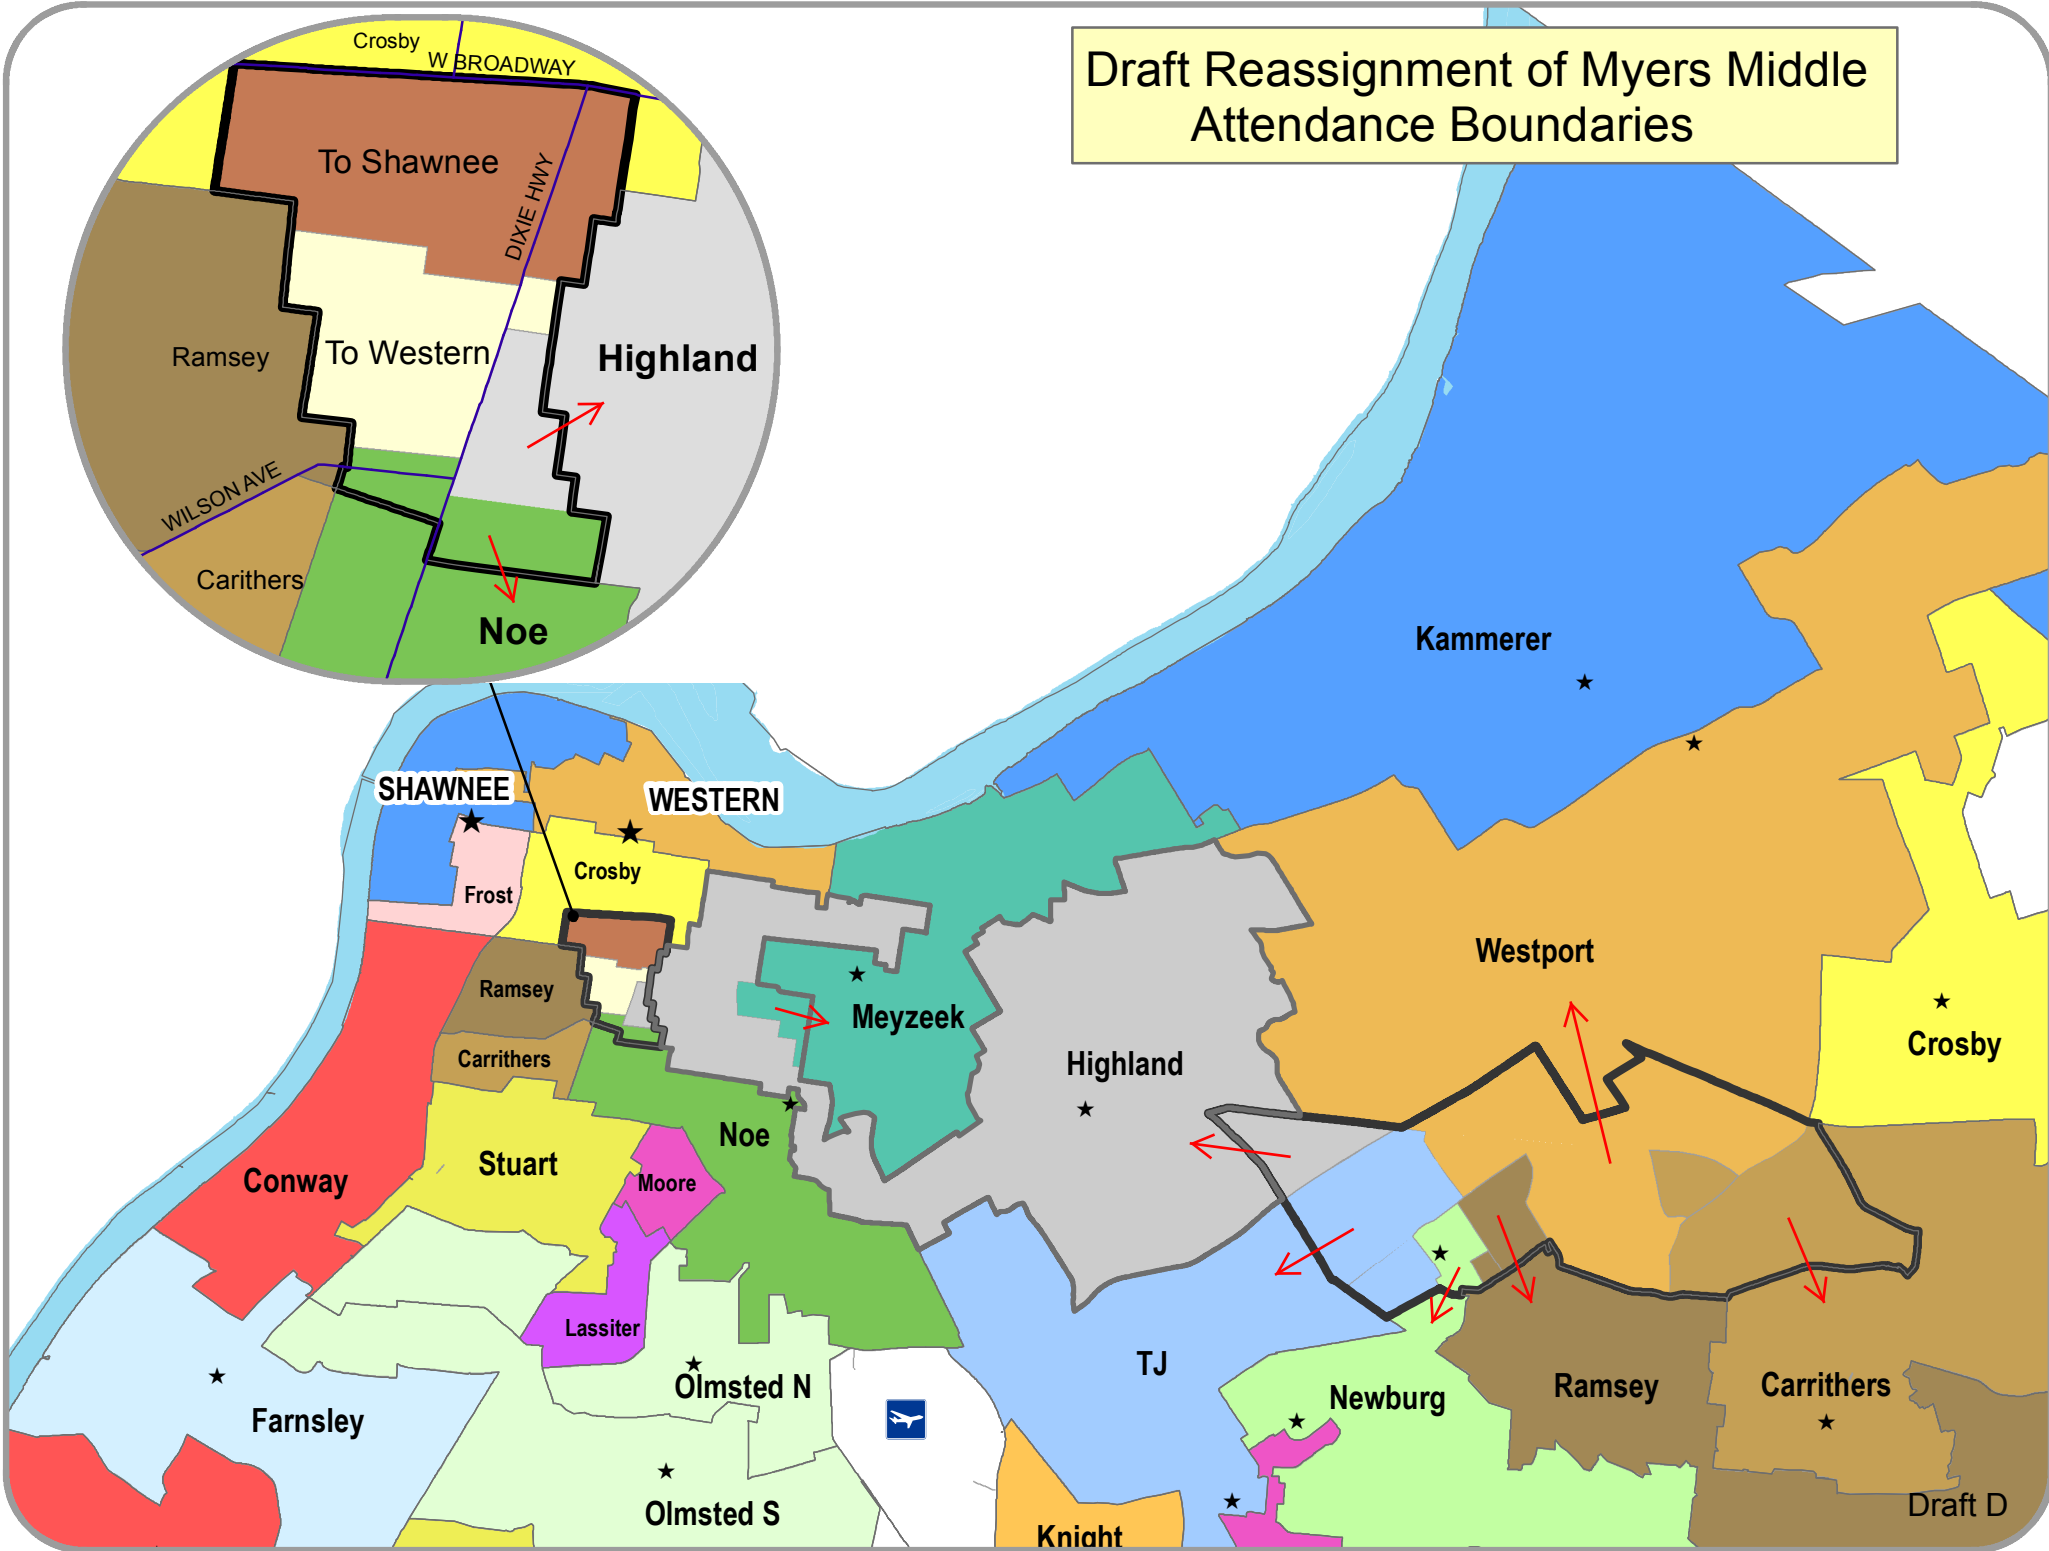 Draft Reassignment of Myers Middle
Attendance Boundaries
Crosby
W BROADWAY
To Shawnee
DIXIE HWY
Ramsey
To Western
Highland
WILSON AVE
Carithers
Noe
Kammerer
SHAWNEE
WESTERN
Crosby
Frost
Westport
Ramsey
Meyzeek
Crosby
Carrithers
Highland
Noe
Stuart
Conway
Moore
Lassiter
TJ
Olmsted N
Newburg
Ramsey
Carrithers
Farnsley
Olmsted S
Draft D
Knight